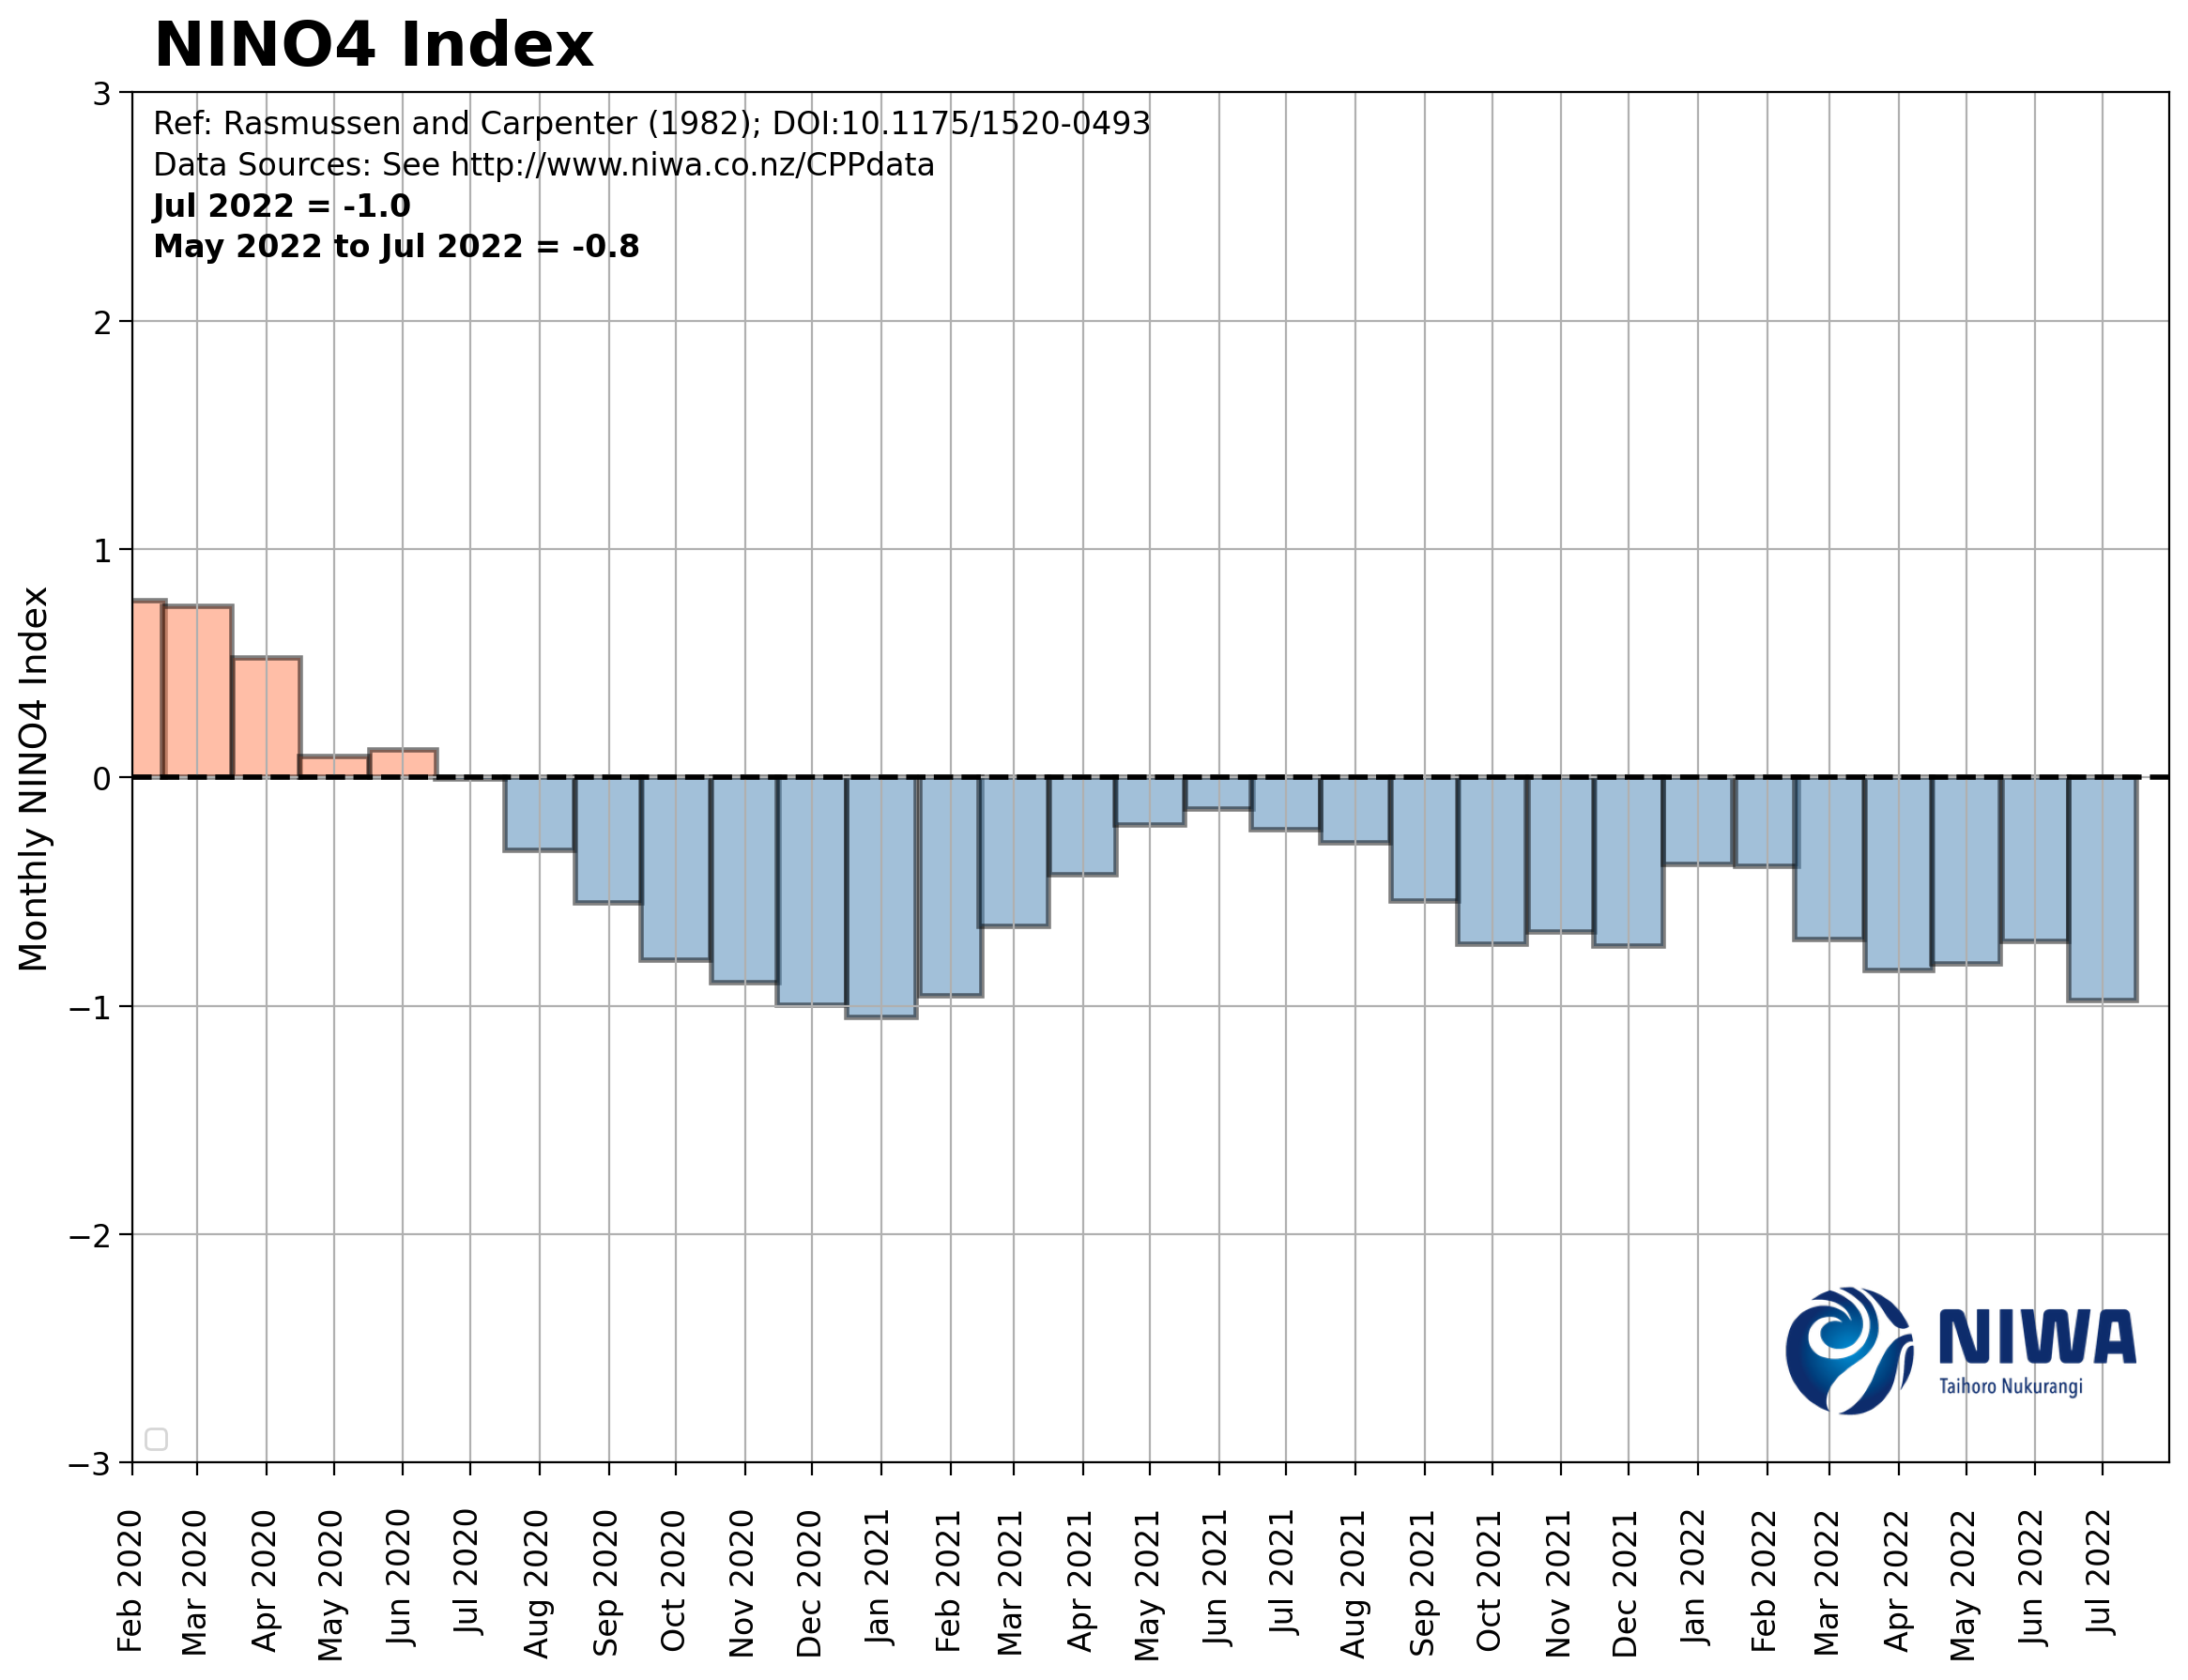 NINO4 Index
Ref: Rasmussen and Carpenter (1982); DOI:10.1175/1520-0493
Data Sources: See http://www.niwa.co.nz/CPPdata
Jul 2022 = -1.0
May 2022 to Jul 2022 = -0.8
Monthly NINO4 Index
3
2
1
0
−1
−2
−3
NIWA
Taihoro Nukurangi
Feb 2020
Mar 2020
Apr 2020
May 2020
Jun 2020
Jul 2020
Aug 2020
Sep 2020
Oct 2020
Nov 2020
Dec 2020
Jan 2021
Feb 2021
Mar 2021
Apr 2021
May 2021
Jun 2021
Jul 2021
Aug 2021
Sep 2021
Oct 2021
Nov 2021
Dec 2021
Jan 2022
Feb 2022
Mar 2022
Apr 2022
May 2022
Jun 2022
Jul 2022